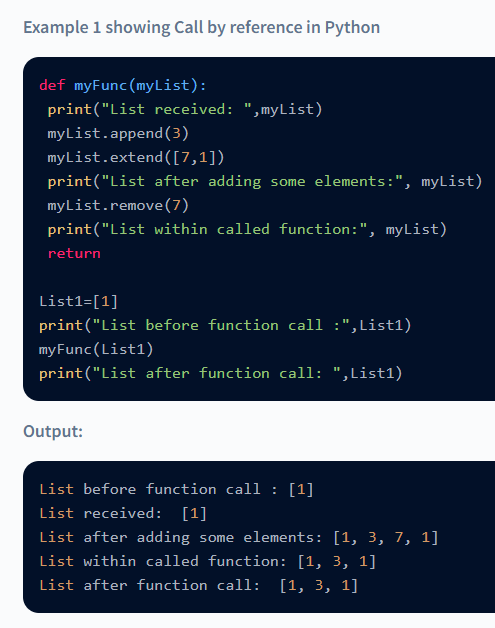 Example 1 showing Call by reference in Python
def myFunc(myList):
 print("List received: ",myList)
 myList.append(3)
 myList.extend([7,1])
 print("List after adding some elements:", myList)
 myList.remove(7)
 print("List within called function:", myList)
 return
List1=[1]
print("List before function call :",List1)
myFunc(List1)
print("List after function call: ",List1)
Output:
List before function call : [1]
List received:  [1]
List after adding some elements: [1, 3, 7, 1]
List within called function: [1, 3, 1]
List after function call:  [1, 3, 1]